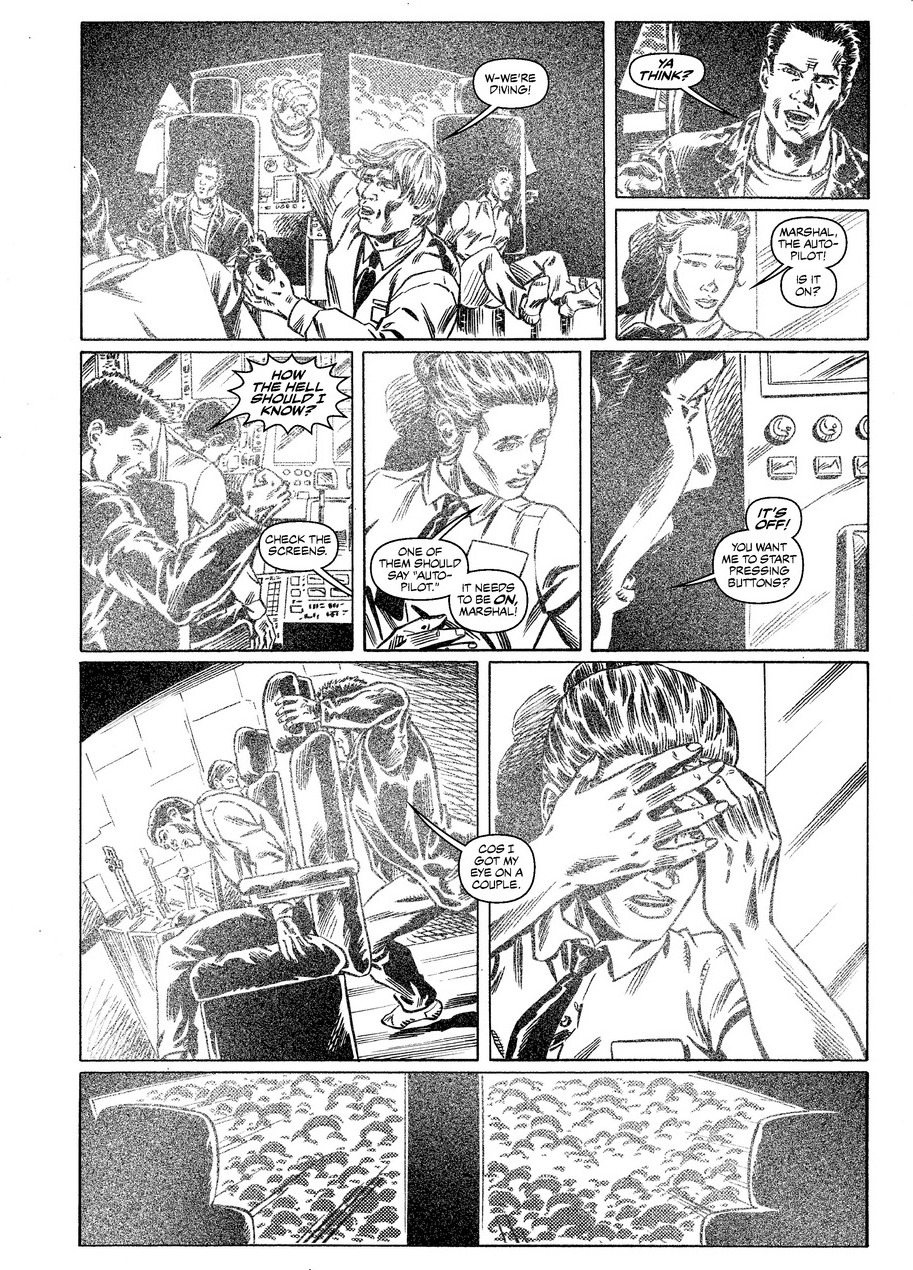 W-WE'RE
DIVING!
YA
THINK?
MARSHAL,
THE AUTO-
PILOT!
IS IT
ON?
HOW
THE HELL
SHOULD I
KNOW?
CHECK THE
SCREENS.
ONE OF
THEM SHOULD
SAY "AUTO-
PILOT."
IT NEEDS
TO BE ON,
MARSHAL!
IT'S
OFF!
YOU WANT
ME TO START
PRESSING
BUTTONS?
COS I
GOT MY
EYE ON A
COUPLE.